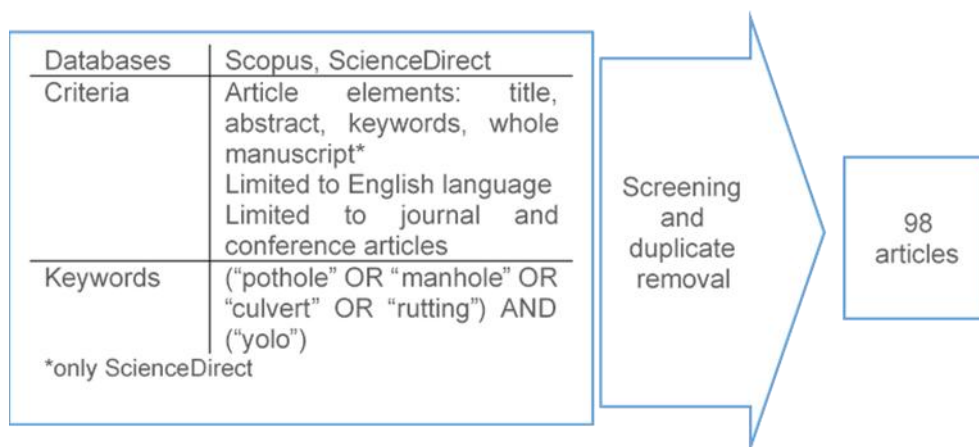 Databases Scopus, ScienceDirect
Criteria Article elements: title,
abstract, keywords, whole
manuscript*
Limited to English language
Limited to journal and
conference articles
Keywords ("pothole" OR "manhole" OR
"culvert" OR "rutting") AND
("yolo")
*only ScienceDirect
Screening
and
duplicate
removal
98
articles